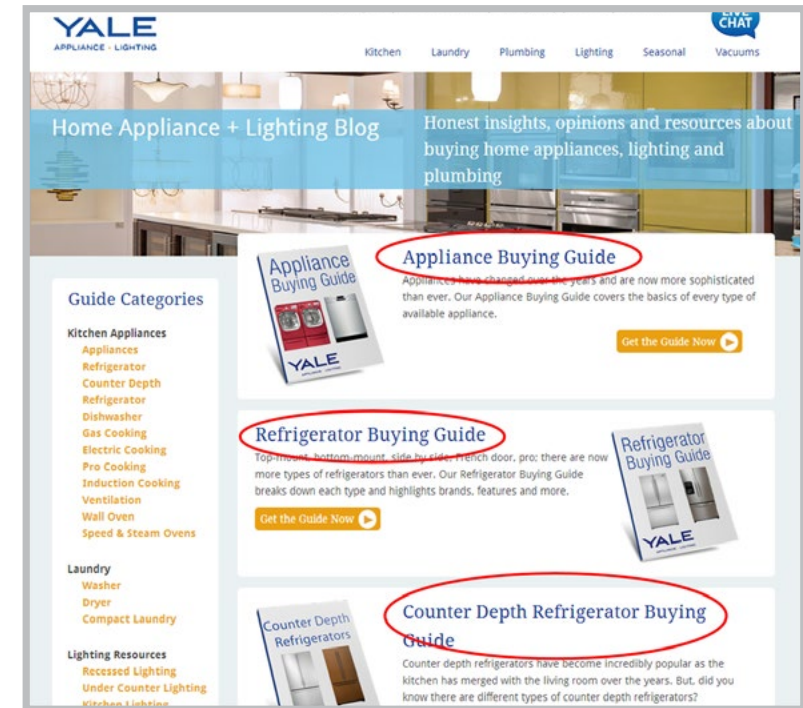 YALE
APPLIANCE • LIGHTING
LIVE
CHAT
Kitchen Laundry Plumbing Lighting Seasonal Vacuums
Home Appliance + Lighting Blog
Honest insights, opinions and resources about
buying home appliances, lighting and
plumbing
Guide Categories
Kitchen Appliances
Appliances
Refrigerator
Counter Depth
Refrigerator
Dishwasher
Gas Cooking
Electric Cooking
Pro Cooking
Induction Cooking
Ventilation
Wall Oven
Speed & Steam Ovens
Laundry
Washer
Dryer
Compact Laundry
Lighting Resources
Recessed Lighting
Under Counter Lighting
Kitchen Lighting
Appliance
Buying Guide
YALE
APPLIANCE • LIGHTING
Appliance Buying Guide
Appliances have changed over the years and are now more sophisticated
than ever. Our Appliance Buying Guide covers the basics of every type of
available appliance.
Get the Guide Now
Refrigerator Buying Guide
Top-mount, bottom-mount, side by side, French door, pro; there are now
more types of refrigerators than ever. Our Refrigerator Buying Guide
breaks down each type and highlights brands, features and more.
Get the Guide Now
Refrigerator
Buying Guide
YALE
APPLIANCE • LIGHTING
Counter Depth
Refrigerators
Counter Depth Refrigerator Buying
Guide
Counter depth refrigerators have become incredibly popular as the
kitchen has merged with the living room over the years. But, did you
know there are different types of counter depth refrigerators?